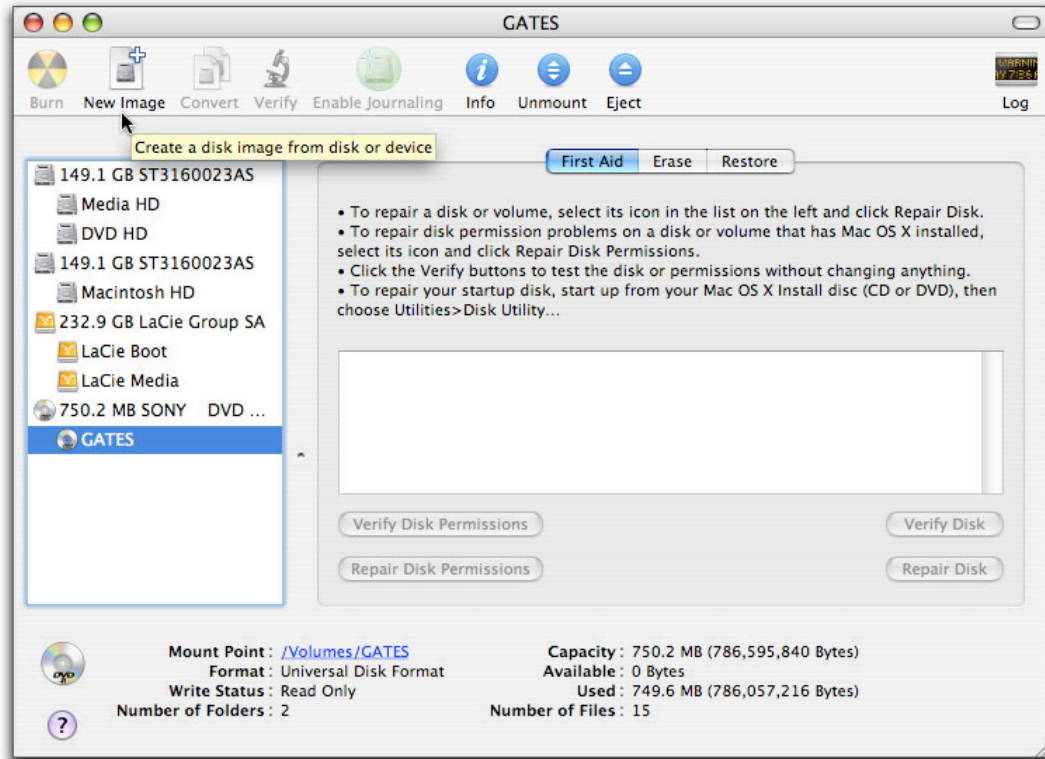 GATES
Burn New Image Convert Verify Enable Journaling Info Unmount Eject Log
Create a disk image from disk or device
149.1 GB ST3160023AS
Media HD
DVD HD
149.1 GB ST3160023AS
Macintosh HD
232.9 GB LaCie Group SA
LaCie Boot
LaCie Media
750.2 MB SONY DVD ...
GATES
First Aid Erase Restore
• To repair a disk or volume, select its icon in the list on the left and click Repair Disk.
• To repair disk permission problems on a disk or volume that has Mac OS X installed,
select its icon and click Repair Disk Permissions.
• Click the Verify buttons to test the disk or permissions without changing anything.
• To repair your startup disk, start up from your Mac OS X Install disc (CD or DVD), then
choose Utilities>Disk Utility...
Verify Disk Permissions Verify Disk
Repair Disk Permissions Repair Disk
Mount Point : /Volumes/GATES
Format : Universal Disk Format
Write Status : Read Only
Number of Folders : 2
Capacity : 750.2 MB (786,595,840 Bytes)
Available : 0 Bytes
Used : 749.6 MB (786,057,216 Bytes)
Number of Files : 15
DVD
?